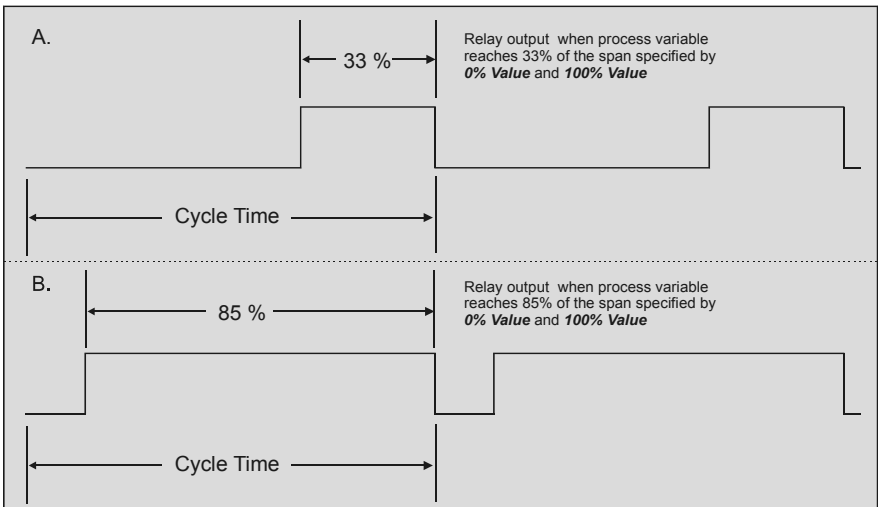 A.
33 %
Relay output when process variable
reaches 33% of the span specified by
0% Value and 100% Value
Cycle Time
B.
85 %
Relay output when process variable
reaches 85% of the span specified by
0% Value and 100% Value
Cycle Time